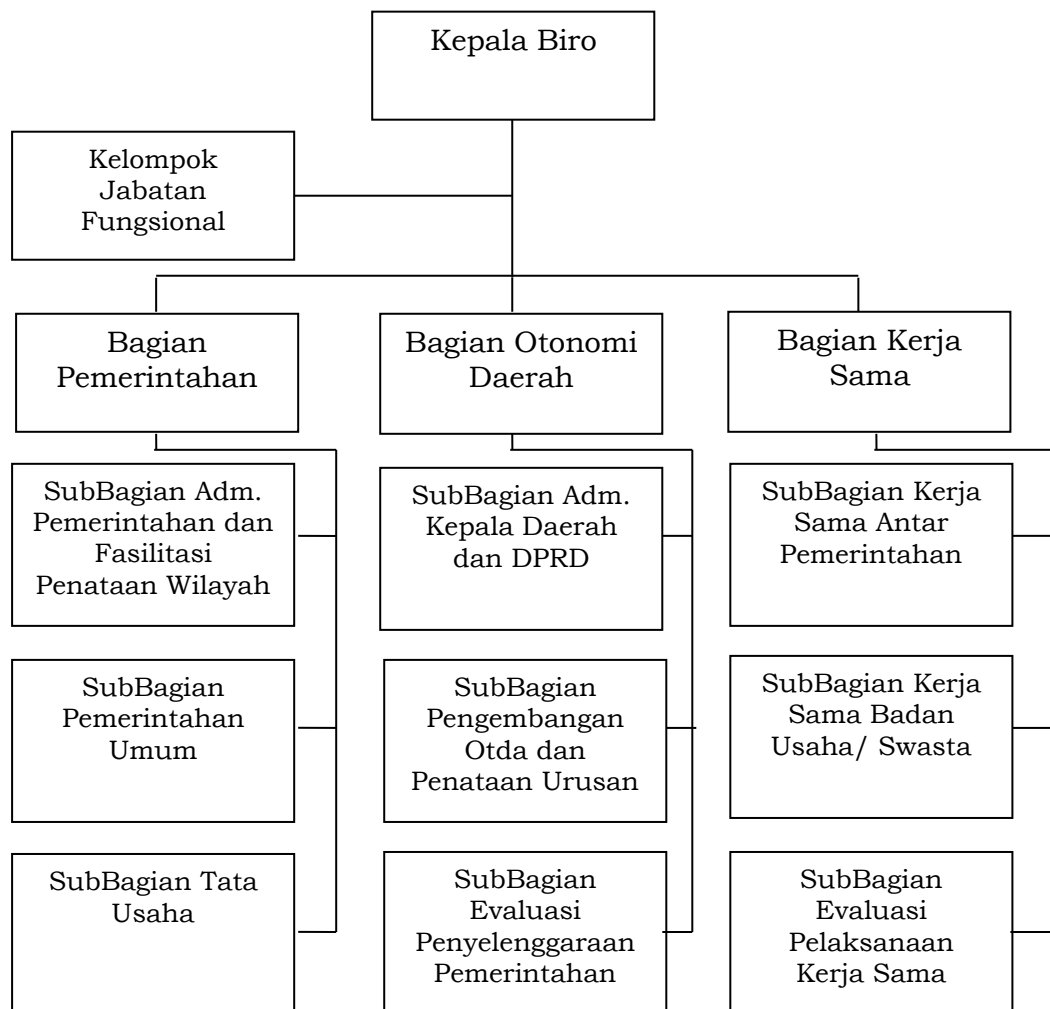 Kepala Biro
Kelompok
Jabatan
Fungsional
Bagian
Pemerintahan
Bagian Otonomi
Daerah
Bagian Kerja
Sama
SubBagian Adm.
Pemerintahan dan
Fasilitasi
Penataan Wilayah
SubBagian Adm.
Kepala Daerah
dan DPRD
SubBagian Kerja
Sama Antar
Pemerintahan
SubBagian
Pemerintahan
Umum
SubBagian
Pengembangan
Otda dan
Penataan Urusan
SubBagian Kerja
Sama Badan
Usaha/ Swasta
SubBagian Tata
Usaha
SubBagian
Evaluasi
Penyelenggaraan
Pemerintahan
SubBagian
Evaluasi
Pelaksanaan
Kerja Sama